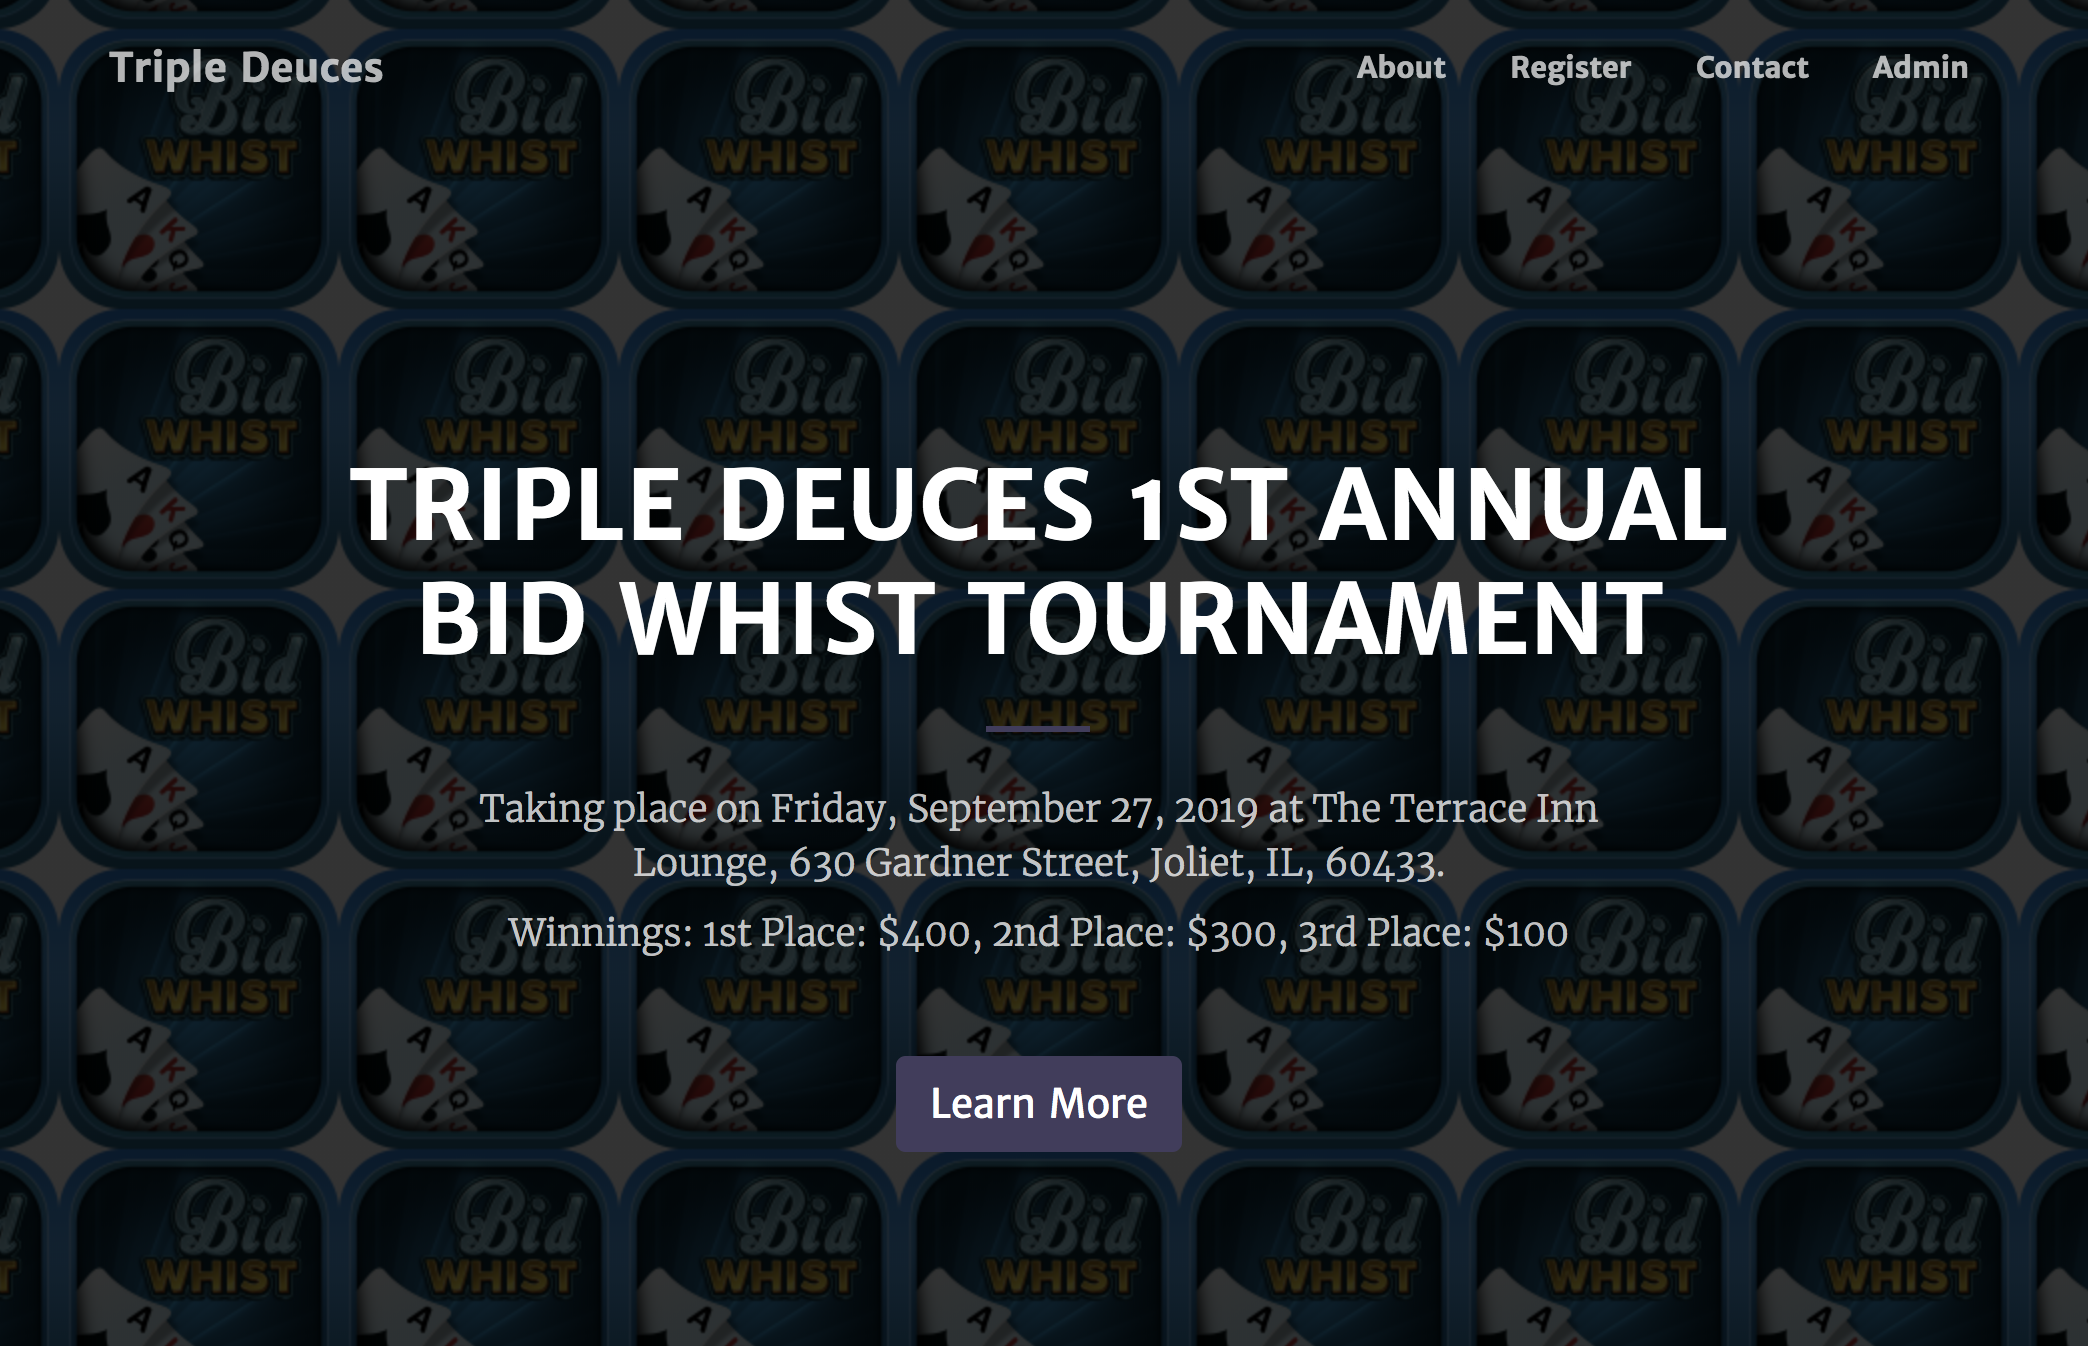 Triple Deuces
About Register Contact Admin
TRIPLE DEUCES 1ST ANNUAL
BID WHIST TOURNAMENT
Taking place on Friday, September 27, 2019 at The Terrace Inn
Lounge, 630 Gardner Street, Joliet, IL, 60433.
Winnings: 1st Place: $400, 2nd Place: $300, 3rd Place: $100
Learn More
Bid
WHIST
A
K
Q